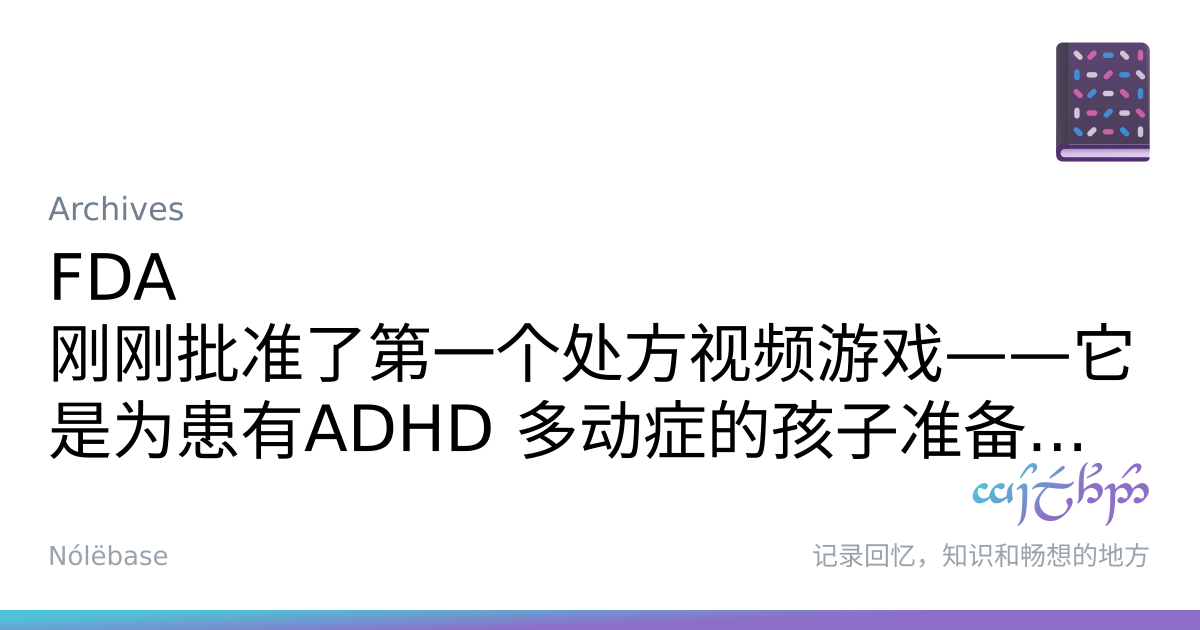 Archives
FDA
刚刚批准了第一个处方视频游戏——它
是为患有ADHD 多动症的孩子准备…
Nólëbase
记录回忆，知识和畅想的地方